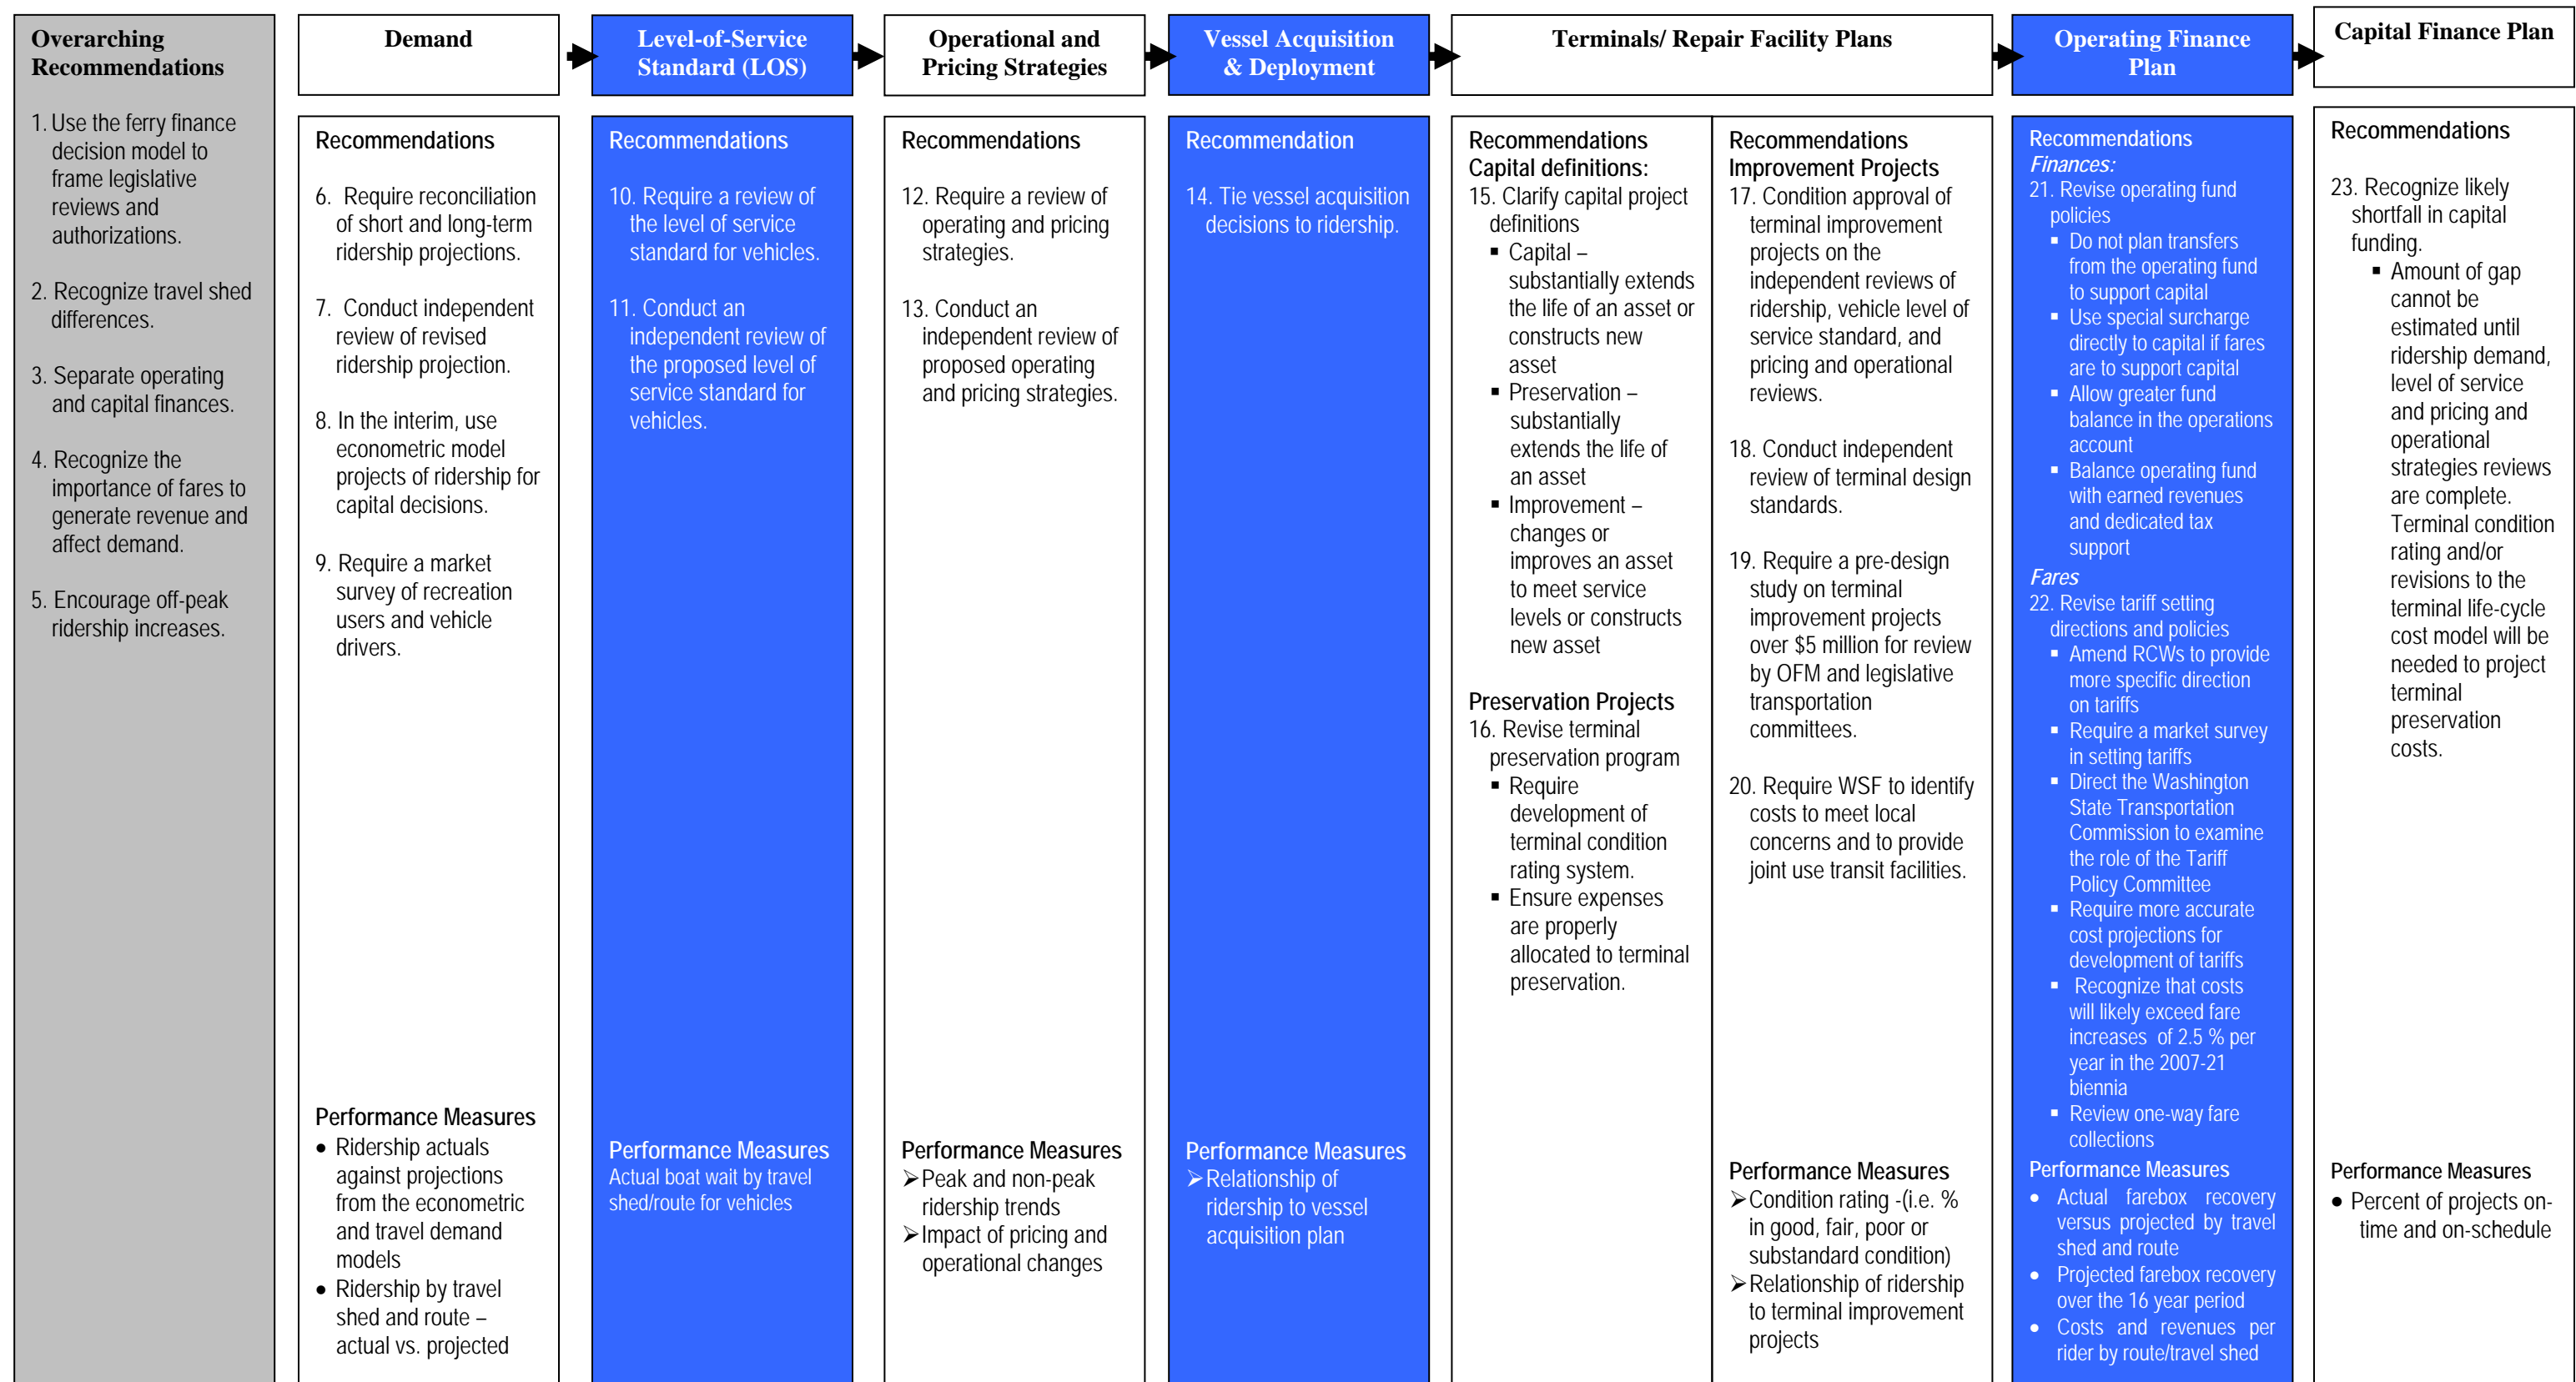 Overarching
Recommendations
1. Use the ferry finance
decision model to
frame legislative
reviews and
authorizations.
2. Recognize travel shed
differences.
3. Separate operating
and capital finances.
4. Recognize the
importance of fares to
generate revenue and
affect demand.
5. Encourage off-peak
ridership increases.
Demand
Recommendations
6. Require reconciliation
of short and long-term
ridership projections.
7. Conduct independent
review of revised
ridership projection.
8. In the interim, use
econometric model
projects of ridership for
capital decisions.
9. Require a market
survey of recreation
users and vehicle
drivers.
Performance Measures
• Ridership actuals
against projections
from the econometric
and travel demand
models
• Ridership by travel
shed and route –
actual vs. projected
Level-of-Service
Standard (LOS)
Recommendations
10. Require a review of
the level of service
standard for vehicles.
11. Conduct an
independent review of
the proposed level of
service standard for
vehicles.
Performance Measures
Actual boat wait by travel
shed/route for vehicles
Operational and
Pricing Strategies
Recommendations
12. Require a review of
operating and pricing
strategies.
13. Conduct an
independent review of
proposed operating
and pricing strategies.
Performance Measures
➢Peak and non-peak
ridership trends
➢Impact of pricing and
operational changes
Vessel Acquisition
& Deployment
Recommendation
14. Tie vessel acquisition
decisions to ridership.
Performance Measures
➢Relationship of
ridership to vessel
acquisition plan
Terminals/ Repair Facility Plans
Recommendations
Capital definitions:
15. Clarify capital project
definitions
▪ Capital –
substantially extends
the life of an asset or
constructs new
asset
▪ Preservation –
substantially
extends the life of
an asset
▪ Improvement –
changes or
improves an asset
to meet service
levels or constructs
new asset
Preservation Projects
16. Revise terminal
preservation program
▪ Require
development of
terminal condition
rating system.
▪ Ensure expenses
are properly
allocated to terminal
preservation.
Recommendations
Improvement Projects
17. Condition approval of
terminal improvement
projects on the
independent reviews of
ridership, vehicle level of
service standard, and
pricing and operational
reviews.
18. Conduct independent
review of terminal design
standards.
19. Require a pre-design
study on terminal
improvement projects
over $5 million for review
by OFM and legislative
transportation
committees.
20. Require WSF to identify
costs to meet local
concerns and to provide
joint use transit facilities.
Performance Measures
➢Condition rating -(i.e. %
in good, fair, poor or
substandard condition)
➢Relationship of ridership
to terminal improvement
projects
Operating Finance
Plan
Recommendations
Finances:
21. Revise operating fund
policies
▪ Do not plan transfers
from the operating fund
to support capital
▪ Use special surcharge
directly to capital if fares
are to support capital
▪ Allow greater fund
balance in the operations
account
▪ Balance operating fund
with earned revenues
and dedicated tax
support
Fares
22. Revise tariff setting
directions and policies
▪ Amend RCWs to provide
more specific direction
on tariffs
▪ Require a market survey
in setting tariffs
▪ Direct the Washington
State Transportation
Commission to examine
the role of the Tariff
Policy Committee
▪ Require more accurate
cost projections for
development of tariffs
▪ Recognize that costs
will likely exceed fare
increases of 2.5 % per
year in the 2007-21
biennia
▪ Review one-way fare
collections
Performance Measures
• Actual farebox recovery
versus projected by travel
shed and route
• Projected farebox recovery
over the 16 year period
• Costs and revenues per
rider by route/travel shed
Capital Finance Plan
Recommendations
23. Recognize likely
shortfall in capital
funding.
▪ Amount of gap
cannot be
estimated until
ridership demand,
level of service
and pricing and
operational
strategies reviews
are complete.
Terminal condition
rating and/or
revisions to the
terminal life-cycle
cost model will be
needed to project
terminal
preservation
costs.
Performance Measures
• Percent of projects on-
time and on-schedule